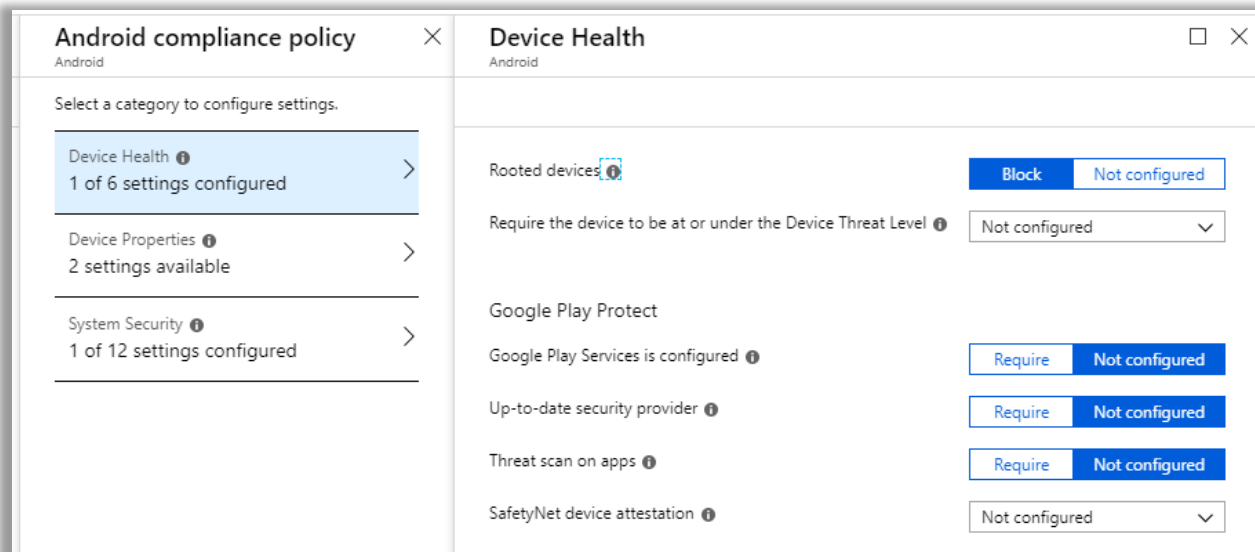 Android compliance policy
Android
Select a category to configure settings.
Device Health
1 of 6 settings configured
Device Properties
2 settings available
System Security
1 of 12 settings configured
Device Health
Android
Rooted devices
Block
Not configured
Require the device to be at or under the Device Threat Level
Not configured
Google Play Protect
Google Play Services is configured
Require
Not configured
Up-to-date security provider
Require
Not configured
Threat scan on apps
Require
Not configured
SafetyNet device attestation
Not configured